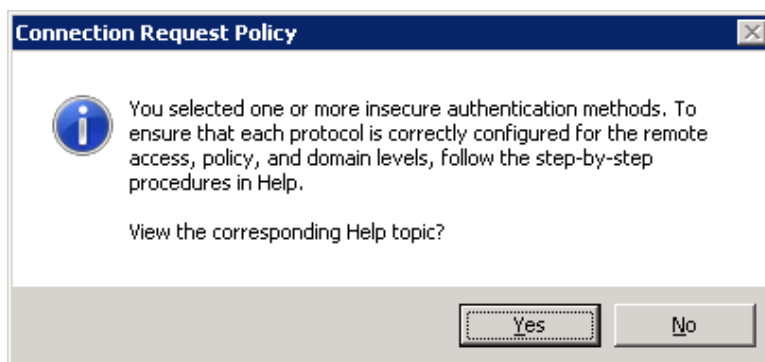 Connection Request Policy
You selected one or more insecure authentication methods. To
ensure that each protocol is correctly configured for the remote
access, policy, and domain levels, follow the step-by-step
procedures in Help.
View the corresponding Help topic?
Yes
No